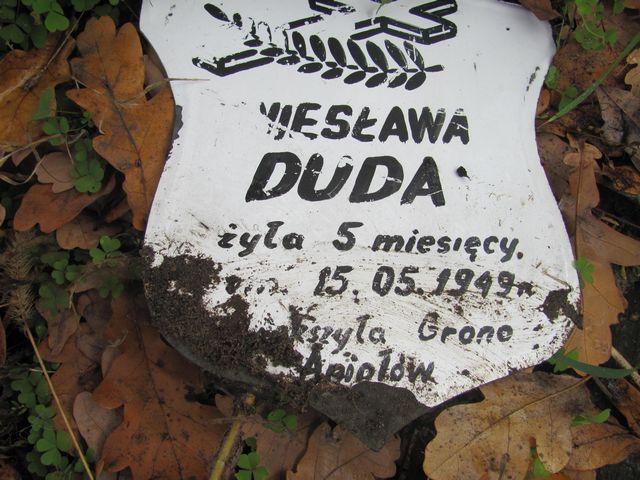 WIESŁAWA
DUDA
żyła 5 miesięcy.
15.05.1949r.
Grono
Aniołów